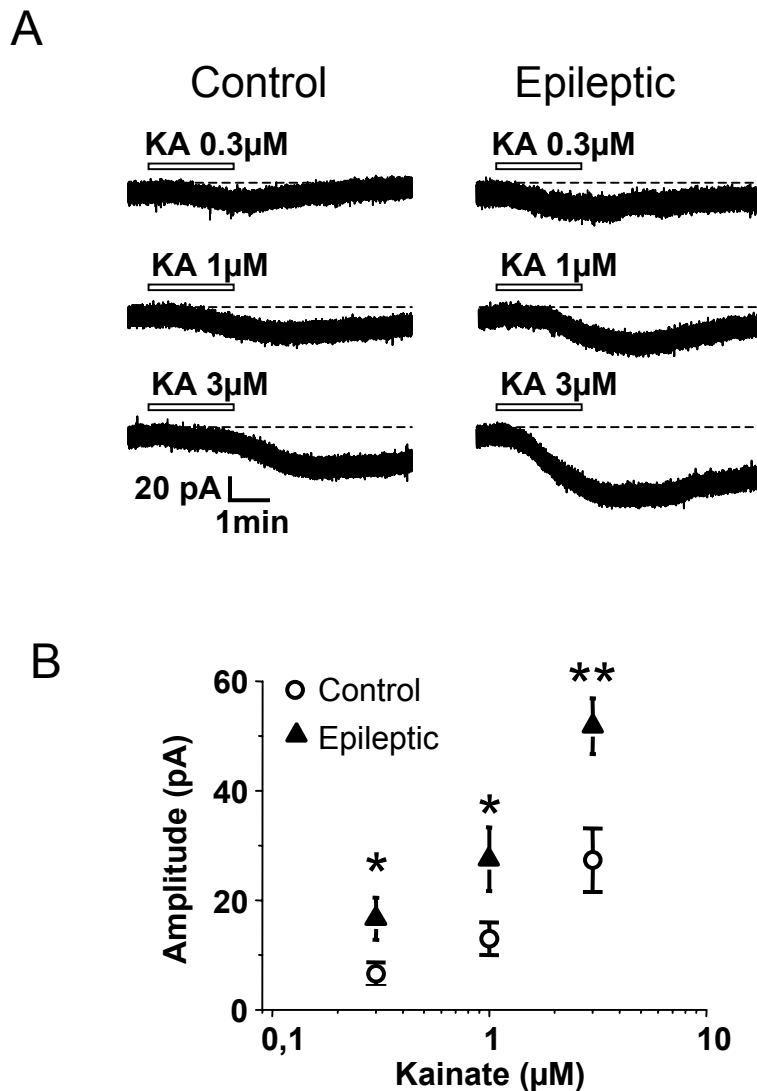 A
Control Epileptic
KA 0.3µM KA 0.3µM
KA 1µM KA 1µM
KA 3µM KA 3µM
20 pA
1min
B
60
40
20
0
Amplitude (pA)
Control
Epileptic
*
*
**
0,1 1 10
Kainate (µM)